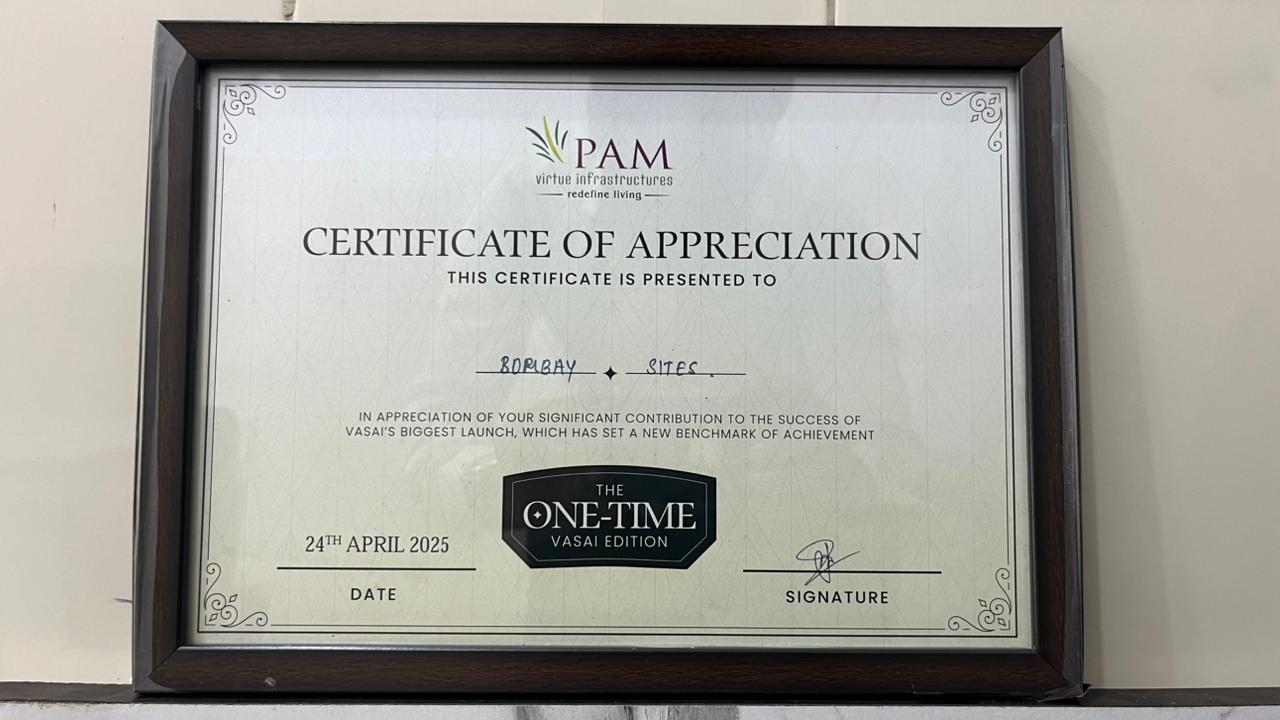 PAM
virtue infrastructures
redefine living
CERTIFICATE OF APPRECIATION
THIS CERTIFICATE IS PRESENTED TO
BOMBAY SITES.
IN APPRECIATION OF YOUR SIGNIFICANT CONTRIBUTION TO THE SUCCESS OF
VASAI'S BIGGEST LAUNCH, WHICH HAS SET A NEW BENCHMARK OF ACHIEVEMENT
THE
ONE-TIME
VASAI EDITION
24TH APRIL 2025
DATE
SIGNATURE